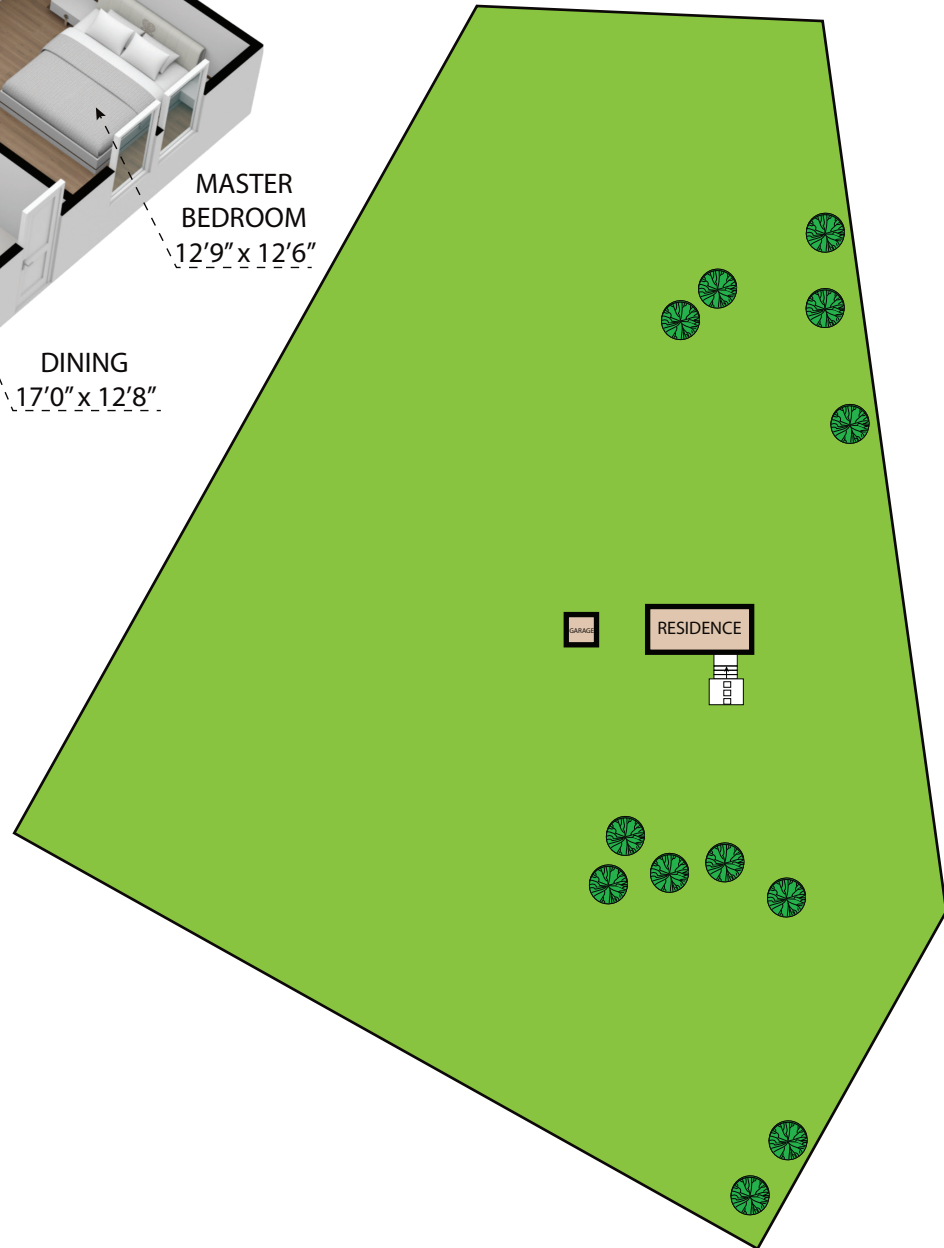 MASTER
BEDROOM
12’9” x 12’6”
DINING
17’0” x 12’8”
GARAGE
RESIDENCE